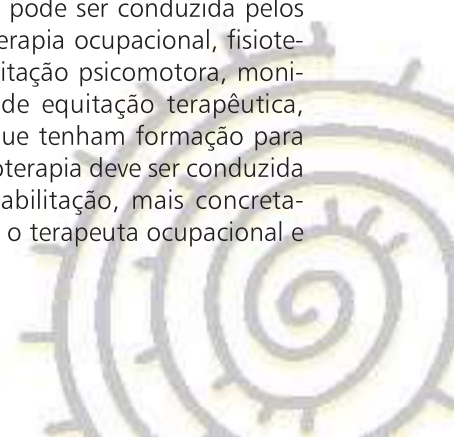 pode ser conduzida pelos
erapia ocupacional, fisiote-
itação psicomotora, moni-
de equitação terapêutica,
ue tenham formação para
oterapia deve ser conduzida
abilitação, mais concreta-
o terapeuta ocupacional e